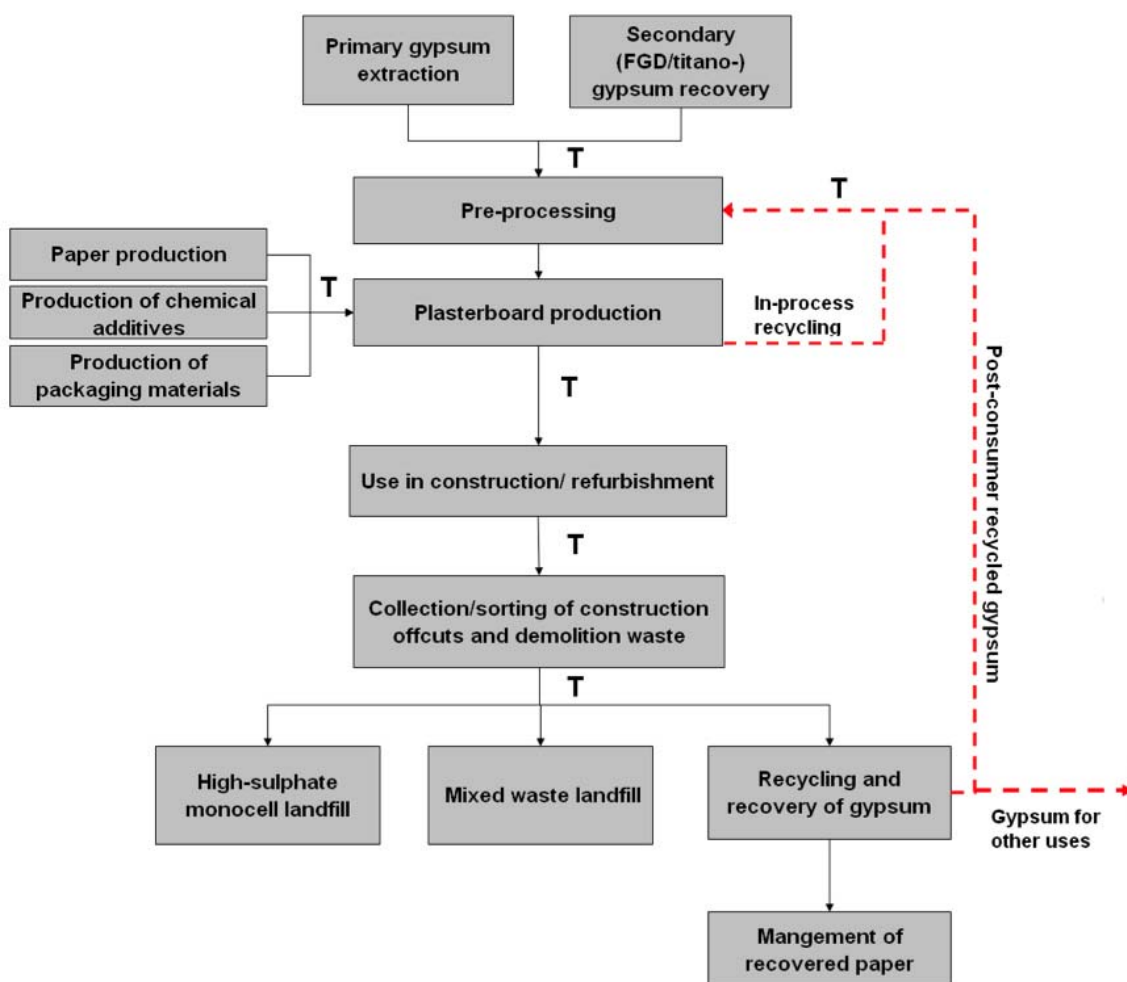 Primary gypsum
extraction
Secondary
(FGD/titano-)
gypsum recovery
T
T
Pre-processing
Paper production
Production of chemical
additives
Production of
packaging materials
T
Plasterboard production
In-process
recycling
T
Post-consumer recycled gypsum
Use in construction/ refurbishment
T
Collection/sorting of construction
offcuts and demolition waste
T
High-sulphate
monocell landfill
Mixed waste landfill
Recycling and
recovery of gypsum
Gypsum for
other uses
Mangement of
recovered paper